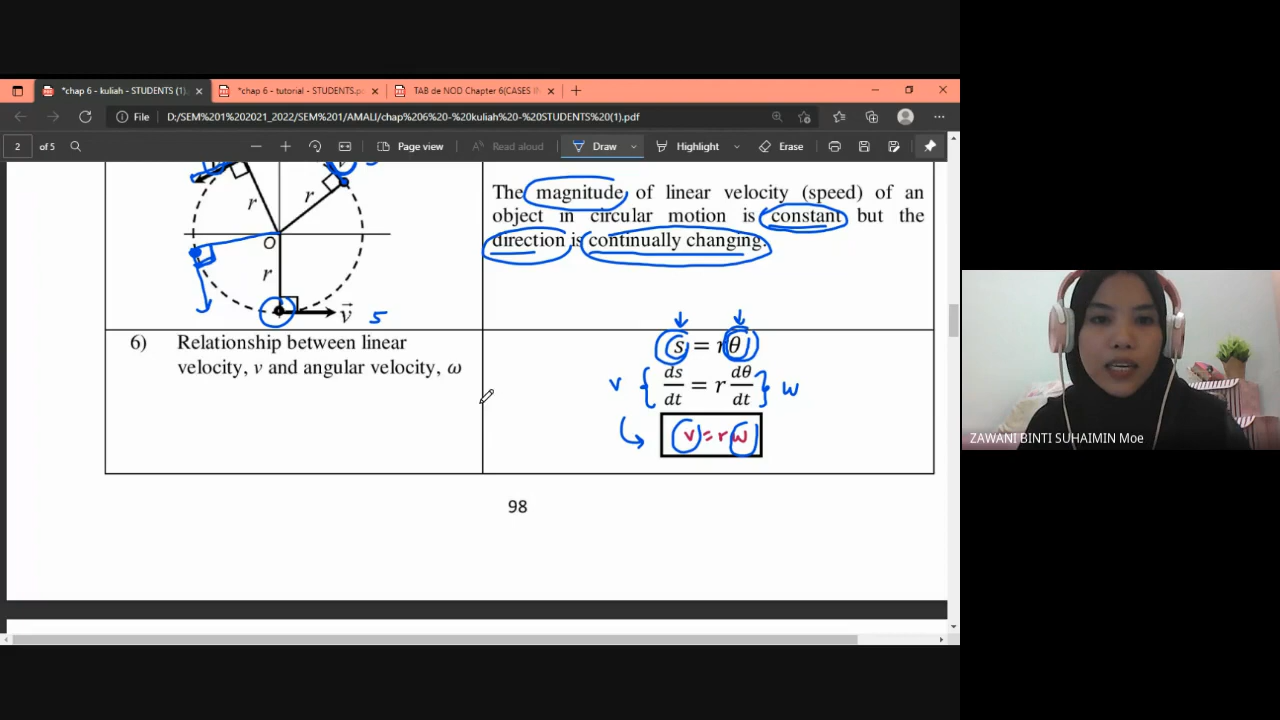 *chap 6 - kuliah - STUDENTS (1).
*chap 6 - tutorial - STUDENTS.p
TAB de NOD Chapter 6(CASES I
File
D:/SEM%201%202021_2022/SEM%201/AMALI/chap%206%20-%20kuliah%20-%20STUDENTS%20(1).pdf
2 of 5
Page view
Read aloud
Draw
Highlight
Erase
r
r
O
r
v⃗ 5
The magnitude of linear velocity (speed) of an
object in circular motion is constant but the
direction is continually changing.
6) Relationship between linear
velocity, v and angular velocity, ω
s = rθ
v { ds/dt = r dθ/dt } w
v = rw
98
ZAWANI BINTI SUHAIMIN Moe